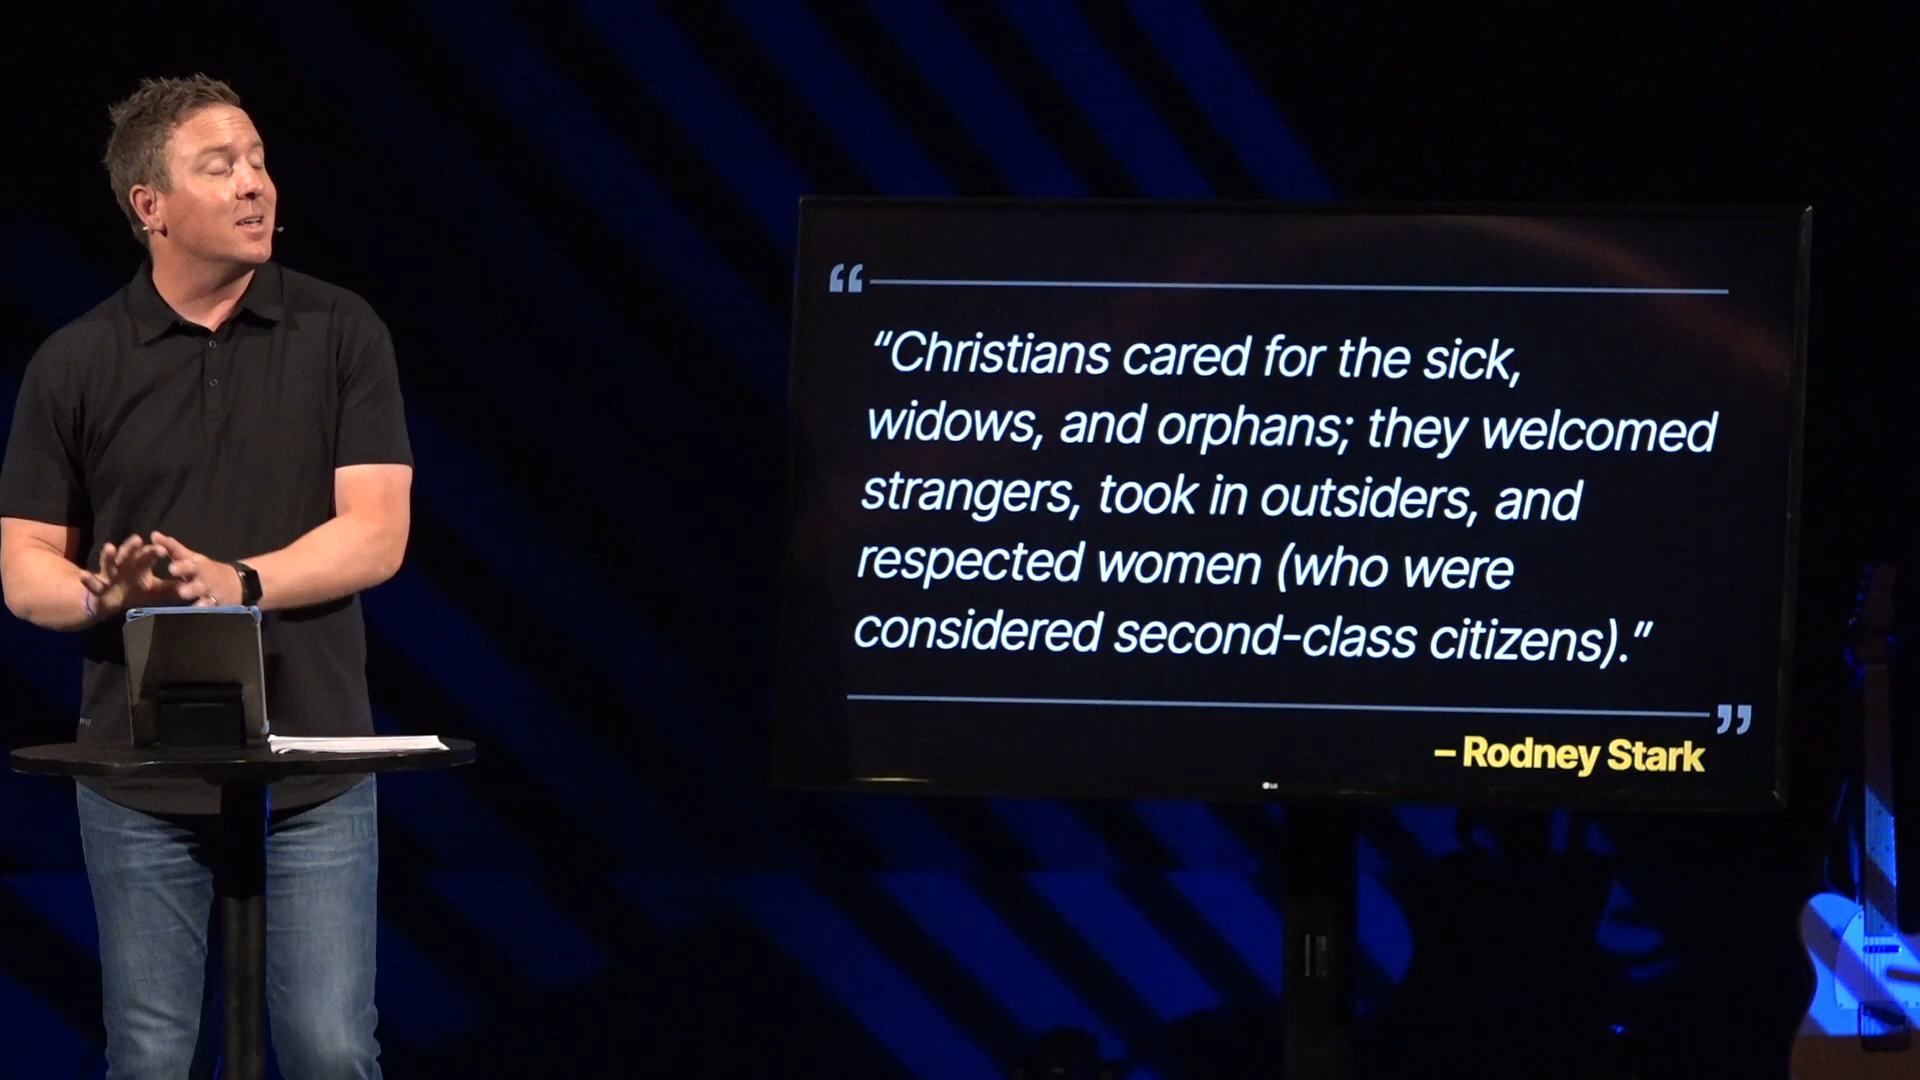 “
“Christians cared for the sick,
widows, and orphans; they welcomed
strangers, took in outsiders, and
respected women (who were
considered second-class citizens).”
”
– Rodney Stark
LG